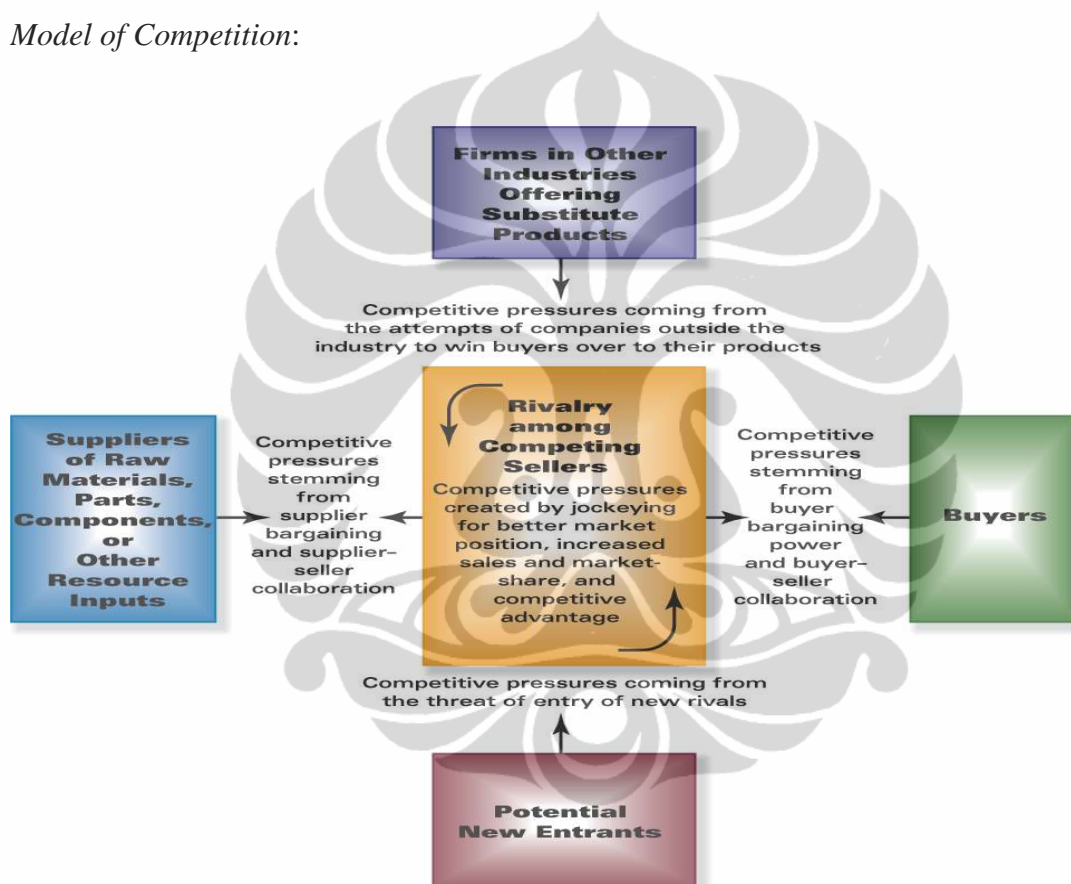 Model of Competition:
Firms in Other
Industries
Offering
Substitute
Products
Competitive pressures coming from
the attempts of companies outside the
industry to win buyers over to their products
Suppliers
of Raw
Materials,
Parts,
Components,
or
Other
Resource
Inputs
Competitive
pressures
stemming
from
supplier
bargaining
and supplier–
seller
collaboration
Rivalry
among
Competing
Sellers
Competitive pressures
created by jockeying
for better market
position, increased
sales and market-
share, and
competitive
advantage
Competitive
pressures
stemming
from
buyer
bargaining
power
and buyer–
seller
collaboration
Buyers
Competitive pressures coming from
the threat of entry of new rivals
Potential
New Entrants